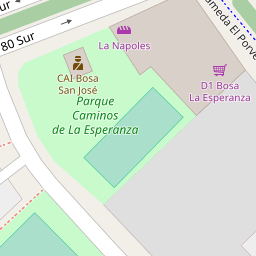 80 Sur
La Napoles
CAI Bosa
San José
Parque
Caminos
de La Esperanza
D1 Bosa
La Esperanza
ameda El Porve